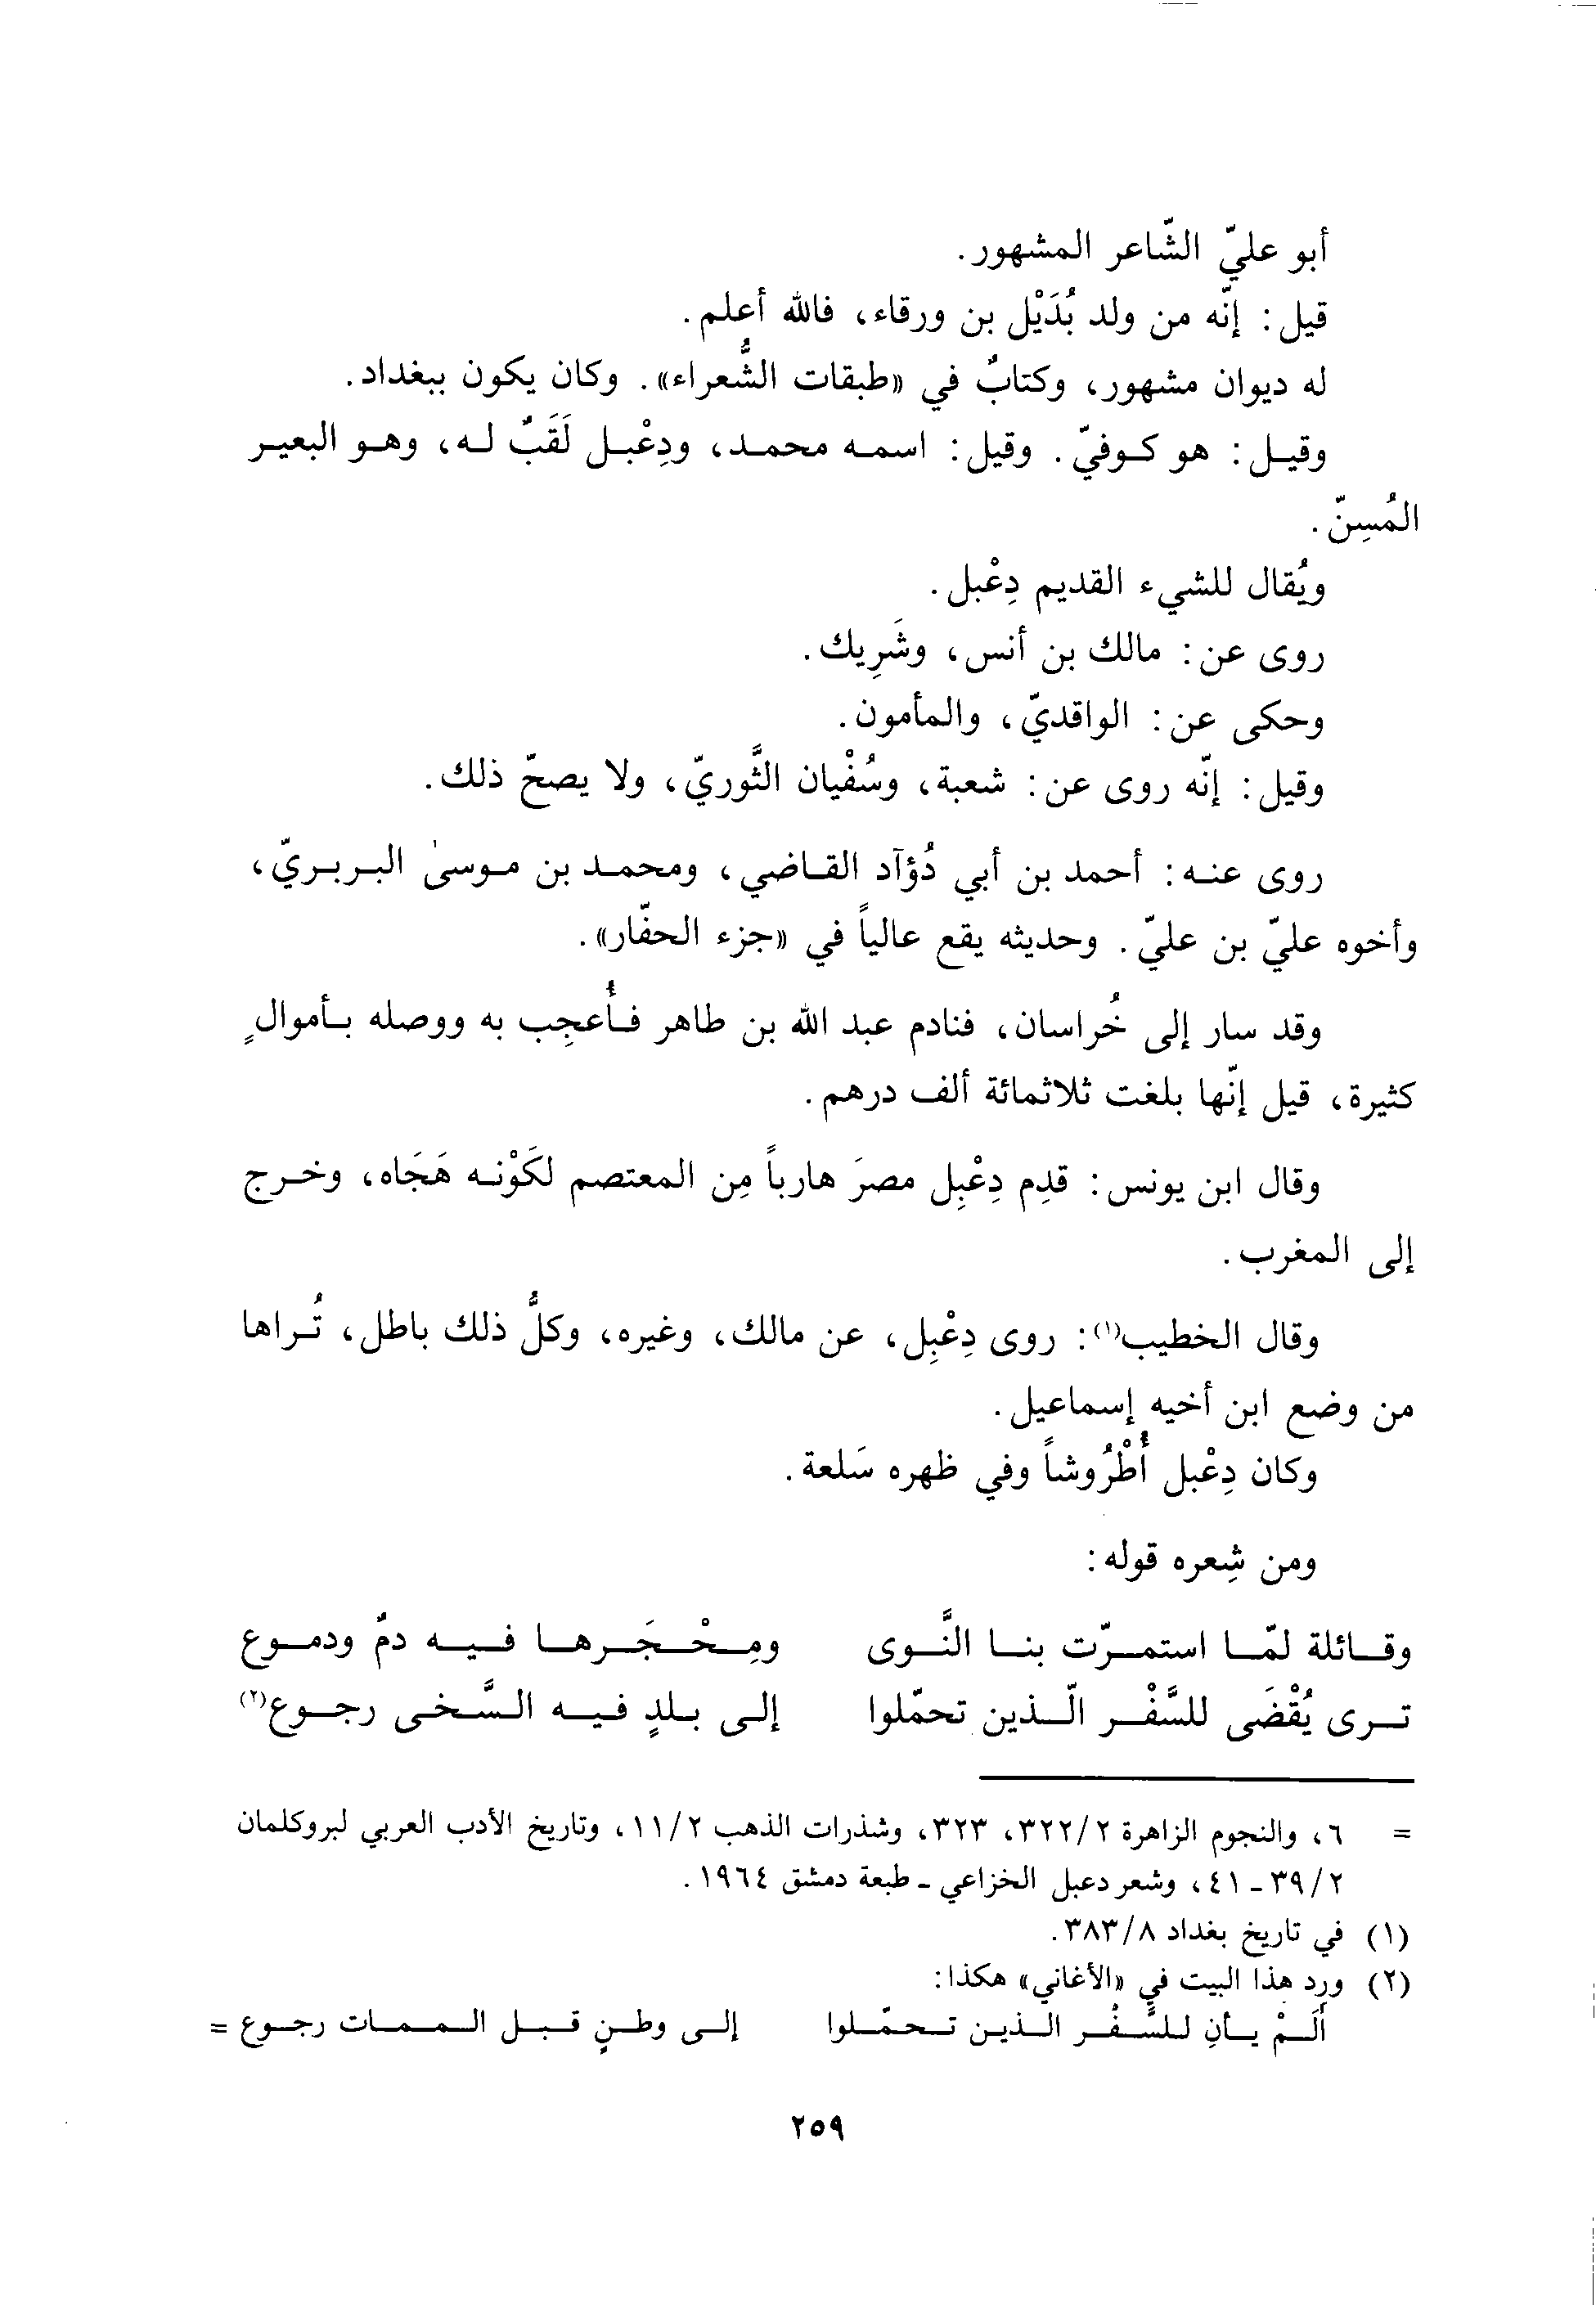 أبو عليّ الشّاعر المشهور.
قيل: إنّه من ولد بُدَيْل بن ورقاء، فالله أعلم.
له ديوان مشهور، وكتابٌ في «طبقات الشُّعراء». وكان يكون ببغداد.
وقيل: هو كوفيّ. وقيل: اسمه محمد، ودِعْبل لَقَبٌ له، وهو البعير
المُسِنّ.
ويُقال للشيء القديم دِعْبل.
روى عن: مالك بن أنس، وشَرِيك.
وحكى عن: الواقديّ، والمأمون.
وقيل: إنّه روى عن: شعبة، وسُفْيان الثَّوريّ، ولا يصحّ ذلك.
روى عنه: أحمد بن أبي دُؤآد القاضي، ومحمد بن موسىٰ البربريّ،
وأخوه عليّ بن عليّ. وحديثه يقع عالياً في «جزء الحفّار».
وقد سار إلى خُراسان، فنادم عبد الله بن طاهر فأُعجِب به ووصله بأموالٍ
كثيرة، قيل إنّها بلغت ثلاثمائة ألف درهم.
وقال ابن يونس: قدِم دِعْبِل مصرَ هارباً مِن المعتصم لكَوْنه هَجَاه، وخرج
إلى المغرب.
وقال الخطيب(١): روى دِعْبِل، عن مالك، وغيره، وكلُّ ذلك باطل، تُراها
من وضع ابن أخيه إسماعيل.
وكان دِعْبل أُطْرُوشاً وفي ظهره سَلعة.
ومن شِعره قوله:
وقائلة لمّا استمرّت بنا النَّوى ومِحْجَرها فيه دمٌ ودموع
ترى يُقْضَى للسَّفْر الّذين تحمّلوا إلى بلدٍ فيه السَّخى رجوع(٢)
= ٦، والنجوم الزاهرة ٣٢٢/٢، ٣٢٣، وشذرات الذهب ١١/٢، وتاريخ الأدب العربي لبروكلمان
٣٩/٢ - ٤١، وشعر دعبل الخزاعي - طبعة دمشق ١٩٦٤.
(١) في تاريخ بغداد ٣٨٣/٨.
(٢) ورد هذا البيت في «الأغاني» هكذا:
أَلَمْ يأنِ للسَّفْر الذين تحمّلوا إلى وطنٍ قبل الممات رجوع =
٢٥٩